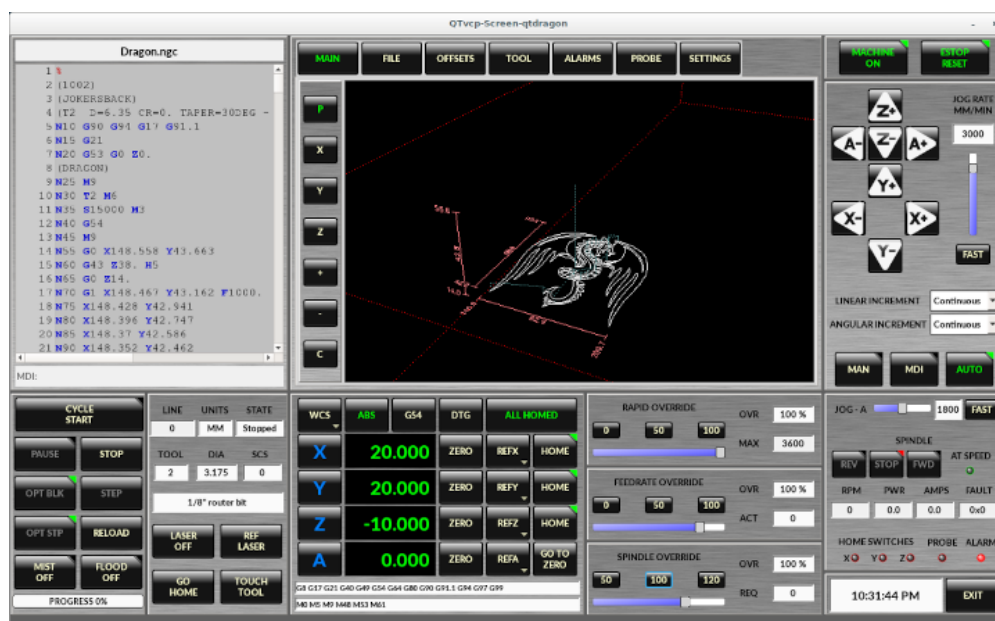 QTvcp-Screen-qtdragon
Dragon.ngc
1 %
2 (1002)
3 (JOKERSBACK)
4 (T2 D=6.35 CR=0. TAPER=30DEG -
5 N10 G90 G94 G17 G91.1
6 N15 G21
7 N20 G53 G0 Z0.
8 (DRAGON)
9 N25 M9
10 N30 T2 M6
11 N35 S15000 M3
12 N40 G54
13 N45 M9
14 N55 G0 X148.558 Y43.663
15 N60 G43 Z38. H5
16 N65 G0 Z14.
17 N70 G1 X148.467 Y43.162 F1000.
18 N75 X148.428 Y42.941
19 N80 X148.396 Y42.747
20 N85 X148.37 Y42.586
21 N90 X148.352 Y42.462
MDI:
MAIN FILE OFFSETS TOOL ALARMS PROBE SETTINGS
P
X
Y
Z
+
-
C
MACHINE ON
ESTOP RESET
JOG RATE
MM/MIN
3000
Z+
A- Z- A+
Y+
X- X+
Y-
FAST
LINEAR INCREMENT Continuous
ANGULAR INCREMENT Continuous
MAN MDI AUTO
CYCLE START
PAUSE STOP
OPT BLK STEP
OPT STP RELOAD
MIST OFF
FLOOD OFF
PROGRESS 0%
LINE UNITS STATE
0 MM Stopped
TOOL DIA SCS
2 3.175 0
1/8" router bit
LASER OFF
REF LASER
GO HOME
TOUCH TOOL
WCS ABS G54 DTG ALL HOMED
X 20.000 ZERO REFX HOME
Y 20.000 ZERO REFY HOME
Z -10.000 ZERO REFZ HOME
A 0.000 ZERO REFA GO TO ZERO
G8 G17 G21 G40 G49 G54 G64 G80 G90 G91.1 G94 G97 G99
M0 M5 M9 M48 M53 M61
RAPID OVERRIDE OVR 100 %
0 50 100 MAX 3600
FEEDRATE OVERRIDE OVR 100 %
0 50 100 ACT 0
SPINDLE OVERRIDE OVR 100 %
50 100 120 REQ 0
JOG - A 1800 FAST
SPINDLE
REV STOP FWD AT SPEED
RPM PWR AMPS FAULT
0 0.0 0.0 0x0
HOME SWITCHES PROBE ALARM
X Y Z
10:31:44 PM EXIT